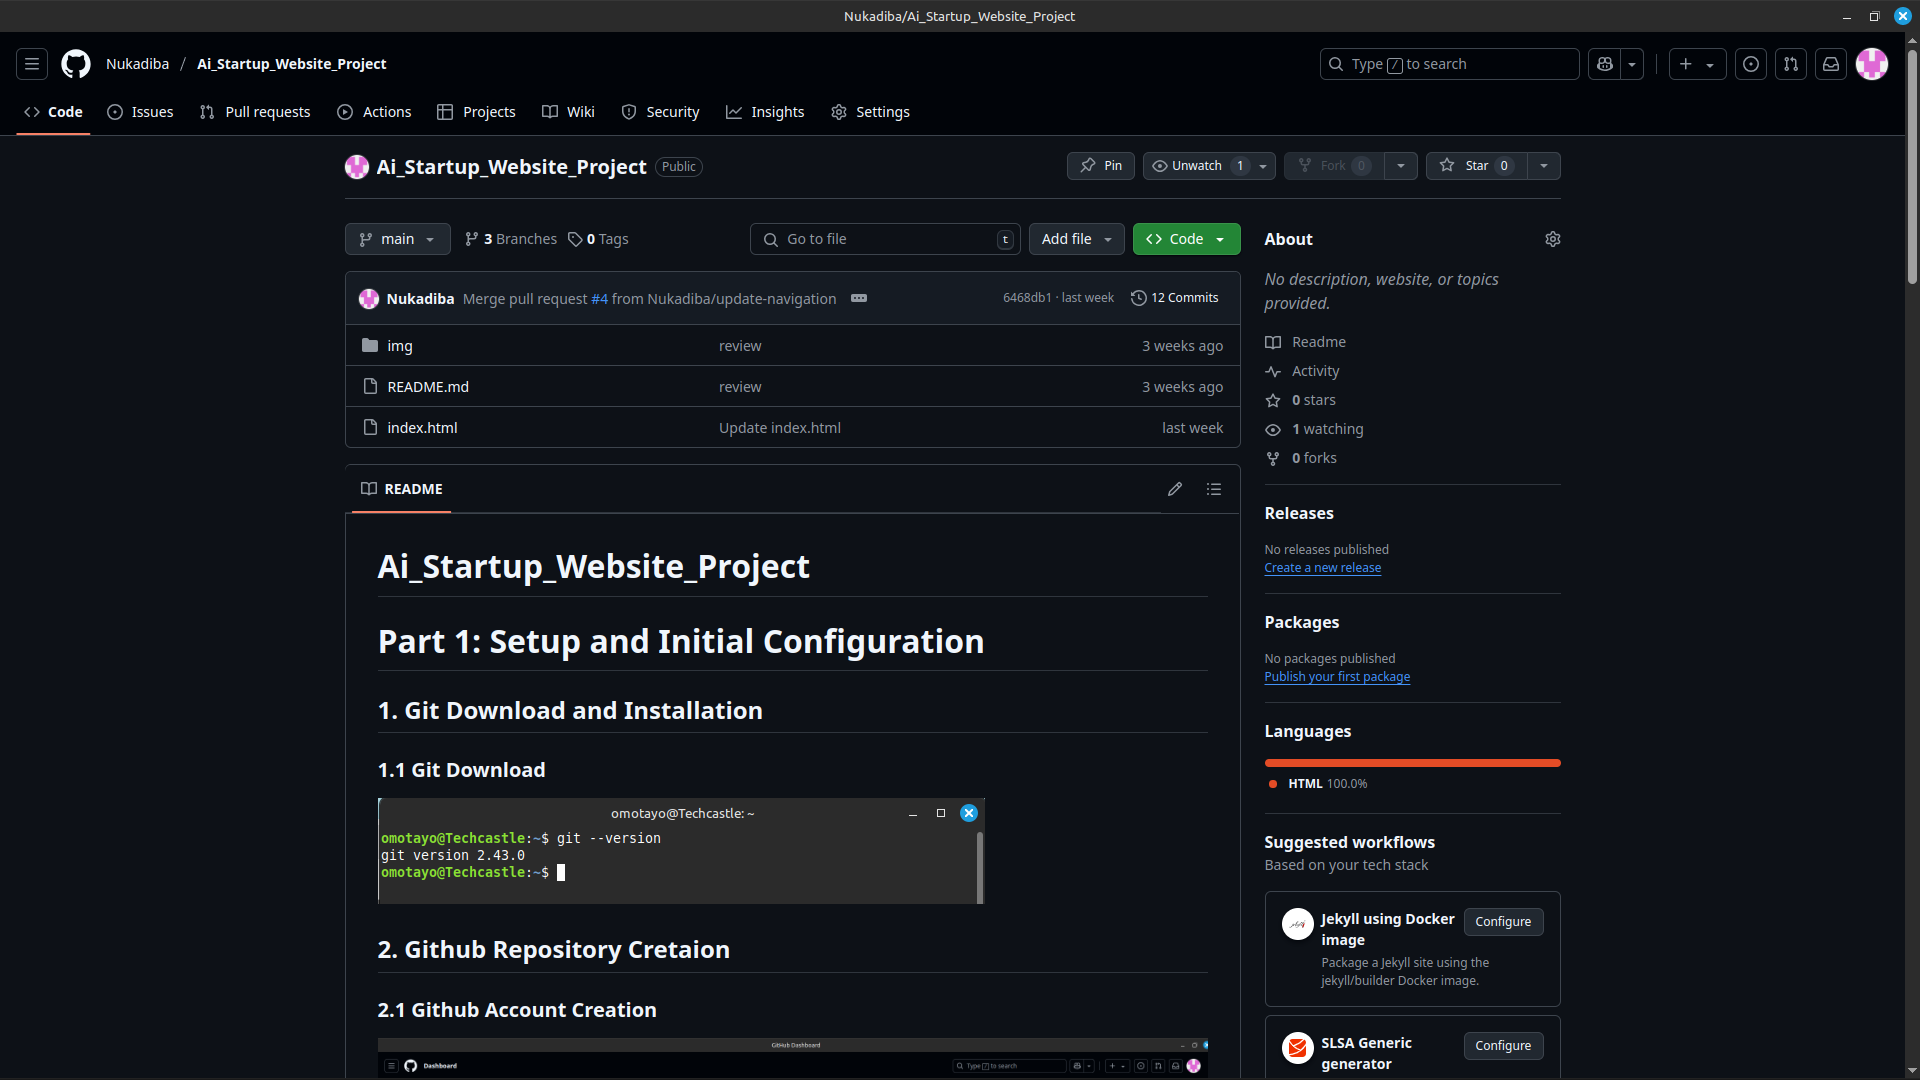 Nukadiba/Ai_Startup_Website_Project
Nukadiba / Ai_Startup_Website_Project
Type / to search
Code Issues Pull requests Actions Projects Wiki Security Insights Settings
Ai_Startup_Website_Project Public
Pin Unwatch 1 Fork 0 Star 0
main 3 Branches 0 Tags Go to file t Add file Code
Nukadiba Merge pull request #4 from Nukadiba/update-navigation 6468db1 · last week 12 Commits
img review 3 weeks ago
README.md review 3 weeks ago
index.html Update index.html last week
README
Ai_Startup_Website_Project
Part 1: Setup and Initial Configuration
1. Git Download and Installation
1.1 Git Download
omotayo@Techcastle: ~
omotayo@Techcastle:~$ git --version
git version 2.43.0
omotayo@Techcastle:~$
2. Github Repository Cretaion
2.1 Github Account Creation
GitHub Dashboard
Dashboard Type / to search
About
No description, website, or topics
provided.
Readme
Activity
0 stars
1 watching
0 forks
Releases
No releases published
Create a new release
Packages
No packages published
Publish your first package
Languages
HTML 100.0%
Suggested workflows
Based on your tech stack
Jekyll using Docker
image
Configure
Package a Jekyll site using the
jekyll/builder Docker image.
SLSA Generic
generator
Configure